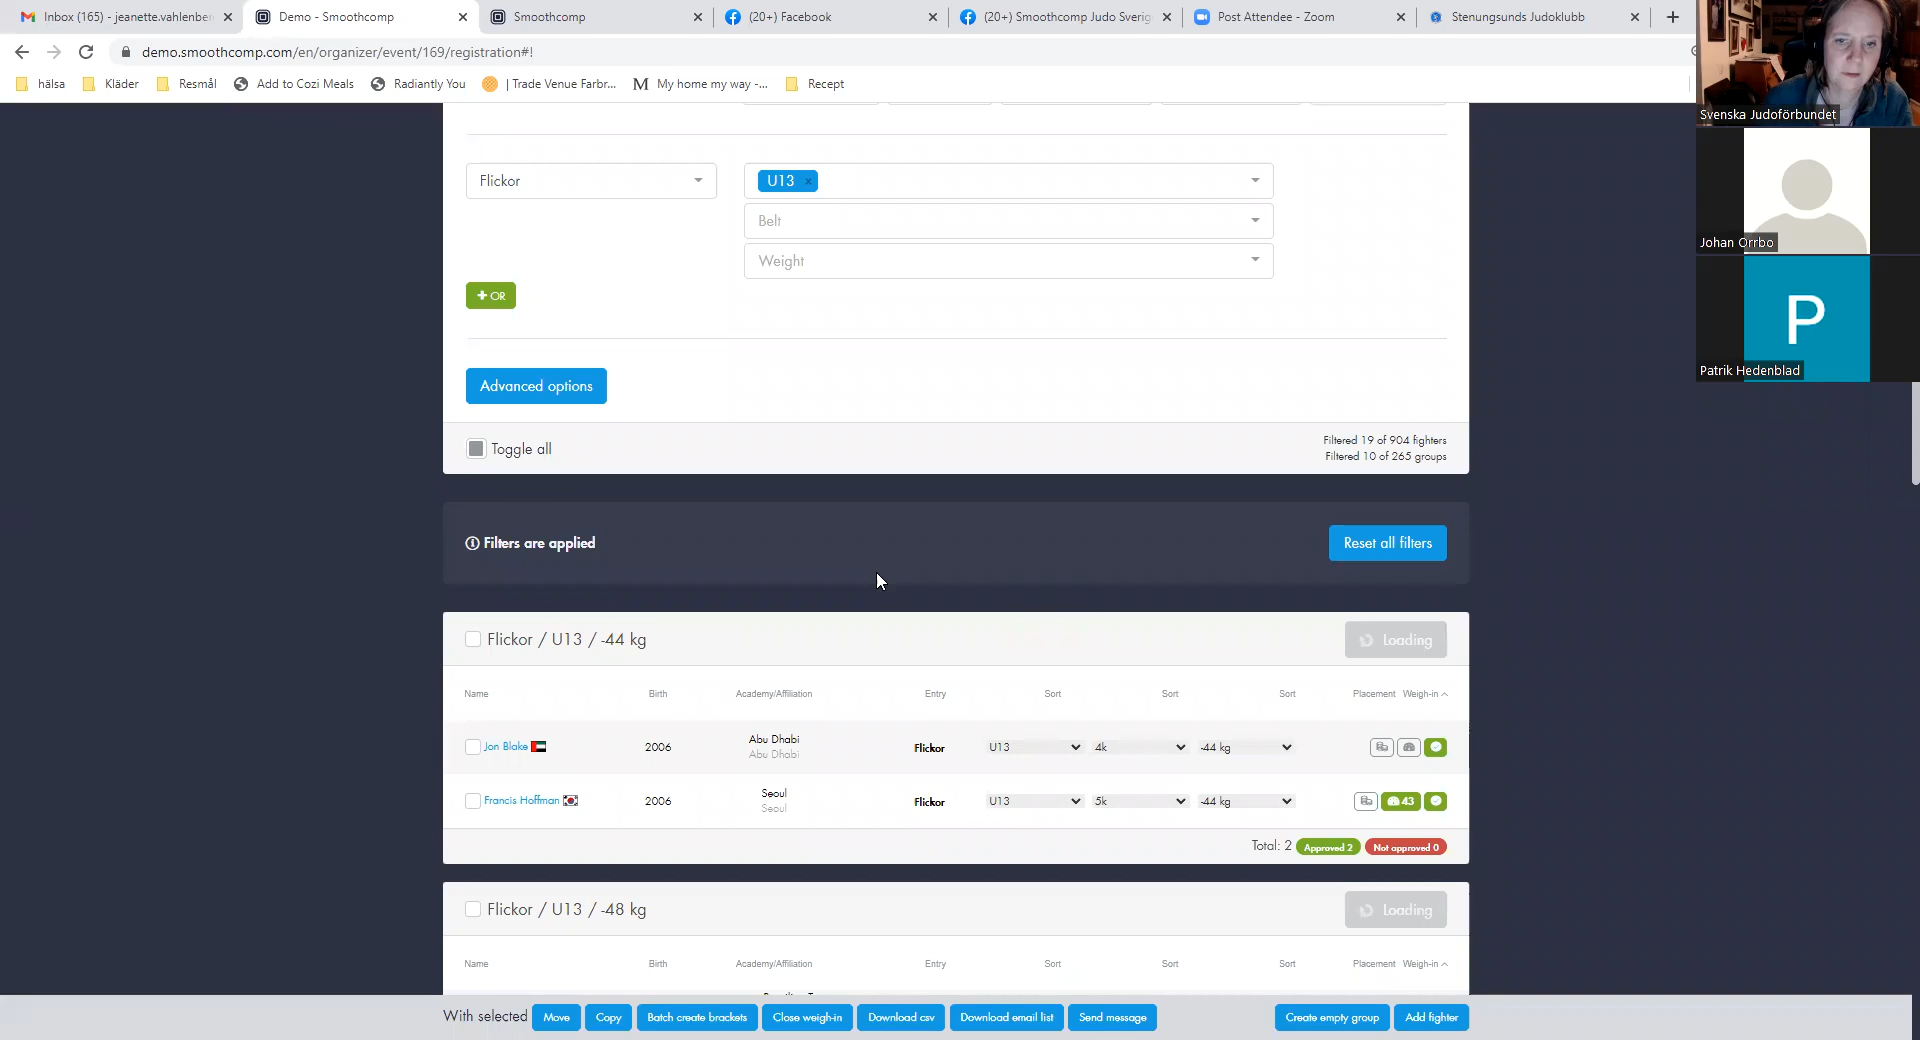 Inbox (165) - jeanette.vahlenber
Demo - Smoothcomp
Smoothcomp
(20+) Facebook
(20+) Smoothcomp Judo Sverig
Post Attendee - Zoom
Stenungsunds Judoklubb
demo.smoothcomp.com/en/organizer/event/169/registration#!
hälsa
Kläder
Resmål
Add to Cozi Meals
Radiantly You
| Trade Venue Farbr...
My home my way -...
Recept
Svenska Judoförbundet
Johan Orrbo
P
Patrik Hedenblad
Flickor
U13 ×
Belt
Weight
+ OR
Advanced options
Toggle all
Filtered 19 of 904 fighters
Filtered 10 of 265 groups
Filters are applied
Reset all filters
Flickor / U13 / -44 kg
Loading
Name Birth Academy/Affiliation Entry Sort Sort Sort Placement Weigh-in
Jon Blake 2006 Abu Dhabi Flickor U13 4k -44 kg
Abu Dhabi
Francis Hoffman 2006 Seoul Flickor U13 5k -44 kg 43
Seoul
Total: 2 Approved 2 Not approved 0
Flickor / U13 / -48 kg
Loading
Name Birth Academy/Affiliation Entry Sort Sort Sort Placement Weigh-in
With selected Move Copy Batch create brackets Close weigh-in Download csv Download email list Send message Create empty group Add fighter